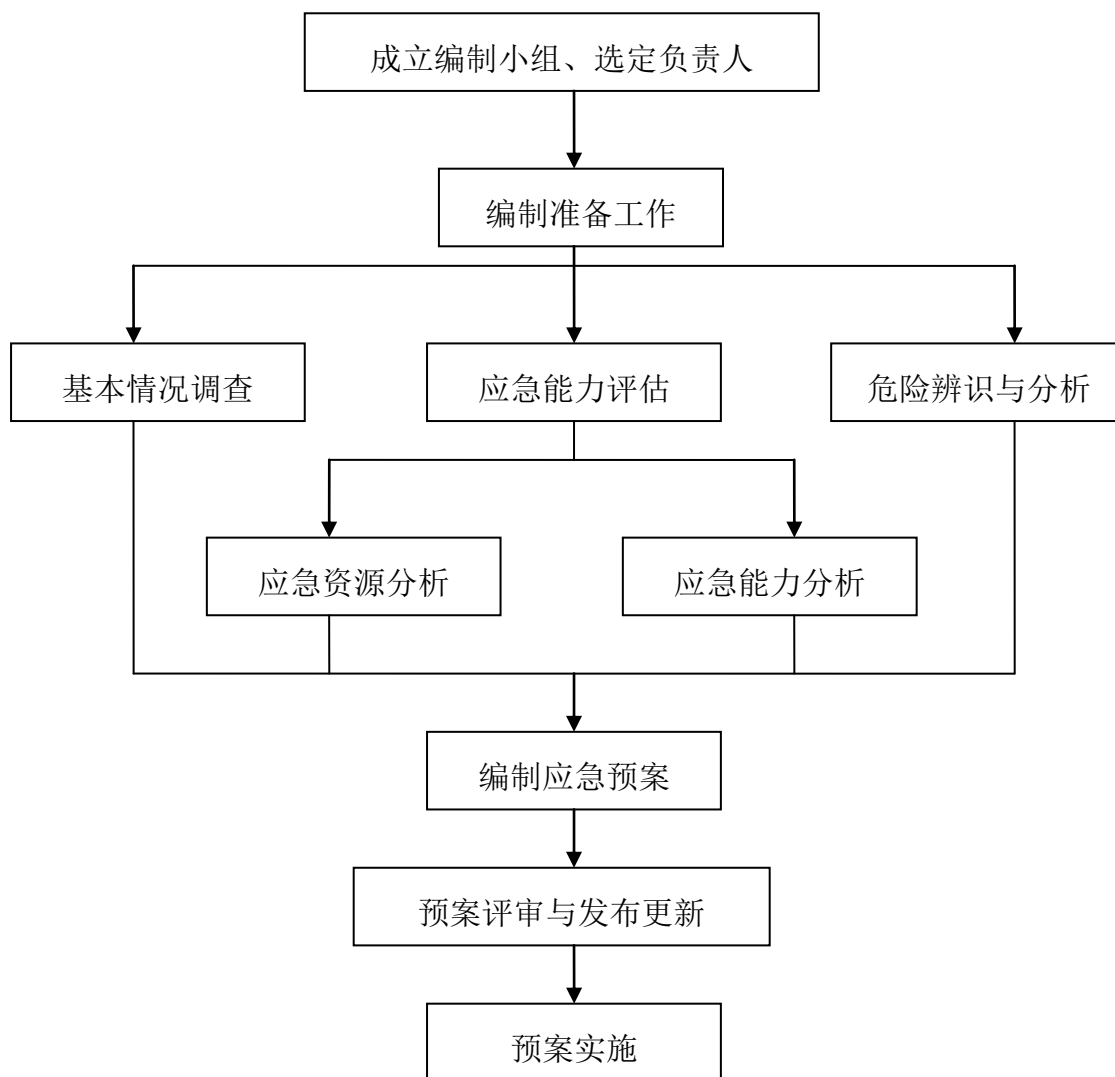 成立编制小组、选定负责人
编制准备工作
基本情况调查
应急能力评估
危险辨识与分析
应急资源分析
应急能力分析
编制应急预案
预案评审与发布更新
预案实施